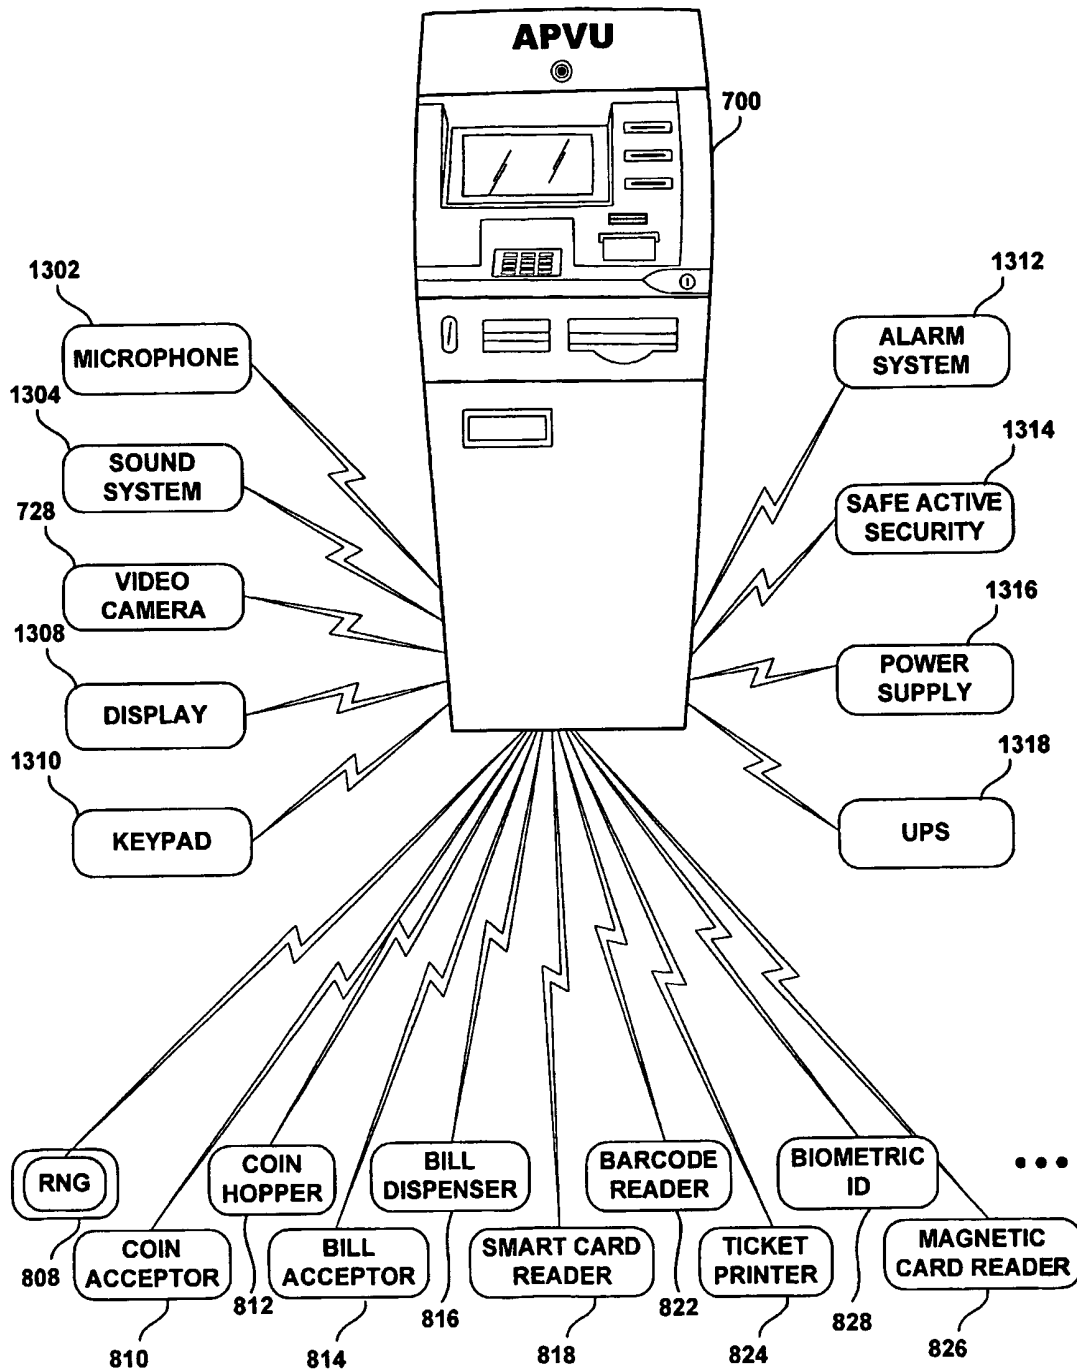 APVU
700
1302
MICROPHONE
1304
SOUND
SYSTEM
728
VIDEO
CAMERA
1308
DISPLAY
1310
KEYPAD
1312
ALARM
SYSTEM
1314
SAFE ACTIVE
SECURITY
1316
POWER
SUPPLY
1318
UPS
RNG
808
COIN
ACCEPTOR
810
COIN
HOPPER
812
BILL
ACCEPTOR
814
BILL
DISPENSER
816
SMART CARD
READER
818
BARCODE
READER
822
TICKET
PRINTER
824
BIOMETRIC
ID
828
MAGNETIC
CARD READER
826
•••